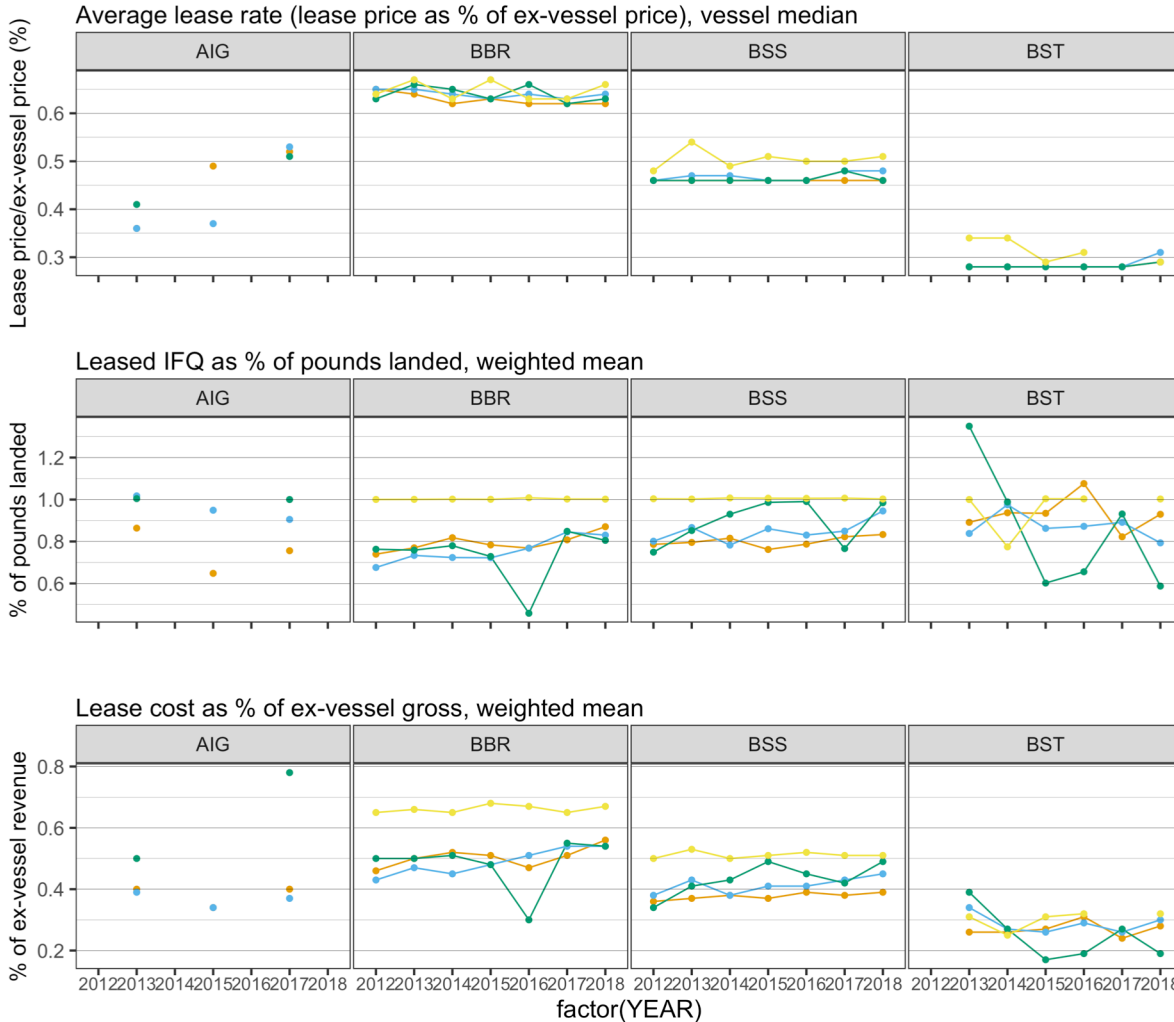 Average lease rate (lease price as % of ex-vessel price), vessel median
AIG BBR BSS BST
Lease price/ex-vessel price (%)
0.6
0.5
0.4
0.3
Leased IFQ as % of pounds landed, weighted mean
AIG BBR BSS BST
% of pounds landed
1.2
1.0
0.8
0.6
Lease cost as % of ex-vessel gross, weighted mean
AIG BBR BSS BST
% of ex-vessel revenue
0.8
0.6
0.4
0.2
2012 2013 2014 2015 2016 2017 2018 2012 2013 2014 2015 2016 2017 2018 2012 2013 2014 2015 2016 2017 2018 2012 2013 2014 2015 2016 2017 2018
factor(YEAR)